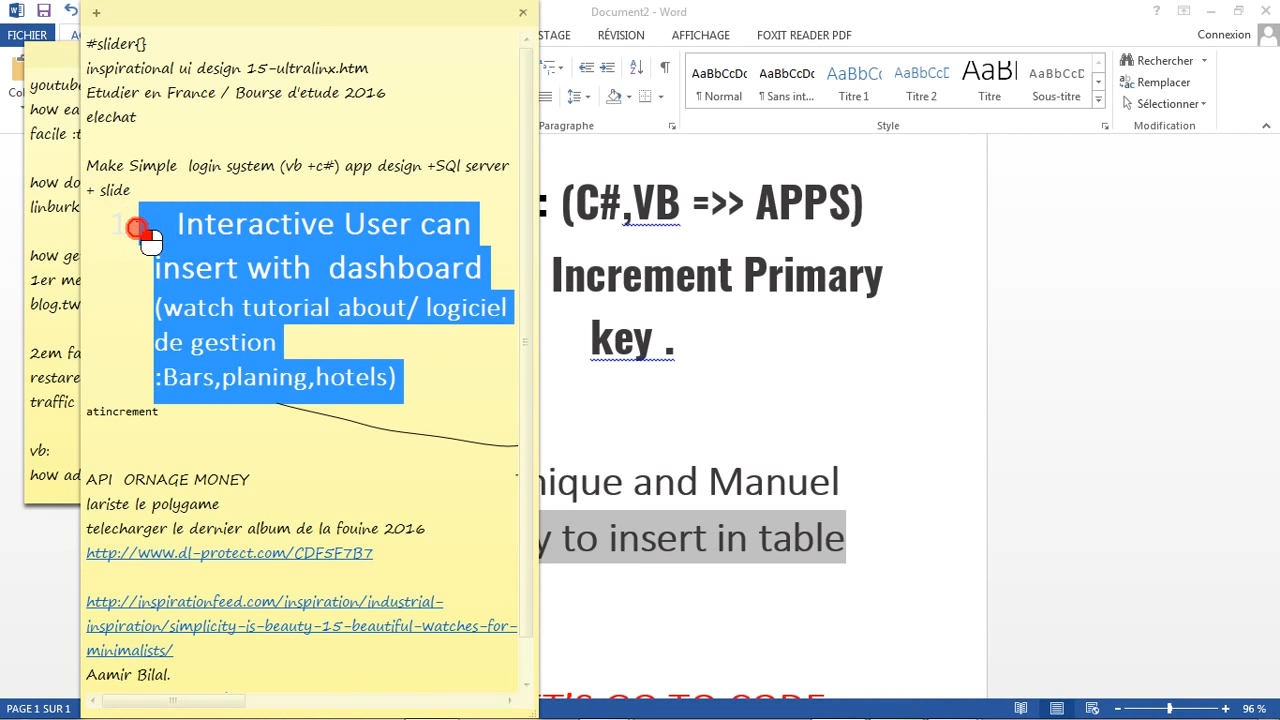 Document2 - Word
FICHIER
STAGE
RÉVISION
AFFICHAGE
FOXIT READER PDF
Connexion
AaBbCcDc
AaBbCcDc
AaBbCc
AaBbCcC
AaBl
AaBbCcC
¶ Normal
¶ Sans int...
Titre 1
Titre 2
Titre
Sous-titre
Rechercher
Remplacer
Sélectionner
Paragraphe
Style
Modification
youtube
how ea
facile :t
how do
linburk
how ge
1er me
blog.tw
2em fa
restare
traffic
vb:
how ad
#slider{}
inspirational ui design 15-ultralinx.htm
Etudier en France / Bourse d'etude 2016
elechat
Make Simple login system (vb +c#) app design +SQl server
+ slide
1 Interactive User can
insert with dashboard
(watch tutorial about/ logiciel
de gestion
:Bars,planing,hotels)
atincrement
API ORNAGE MONEY
lariste le polygame
telecharger le dernier album de la fouine 2016
http://www.dl-protect.com/CDF5F7B7
http://inspirationfeed.com/inspiration/industrial-
inspiration/simplicity-is-beauty-15-beautiful-watches-for-
minimalists/
Aamir Bilal.
: (C#,VB =>> APPS)
Increment Primary
key .
nique and Manuel
y to insert in table
T'S GO TO CODE
PAGE 1 SUR 1
96 %